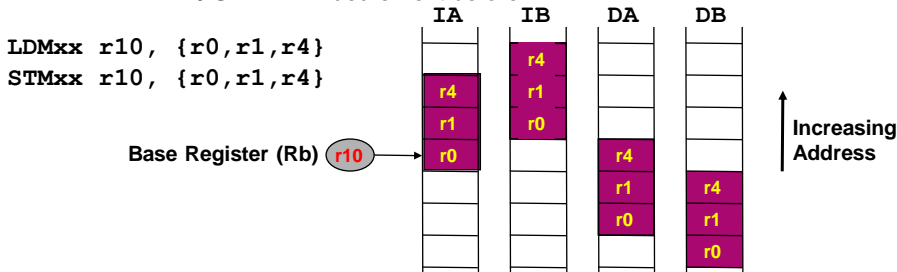 IA IB DA DB
LDMxx r10, {r0,r1,r4}
STMxx r10, {r0,r1,r4}
r4
r4 r1
r1 r0
Base Register (Rb) r10 r0 r4
r1 r4
r0 r1
r0
Increasing
Address